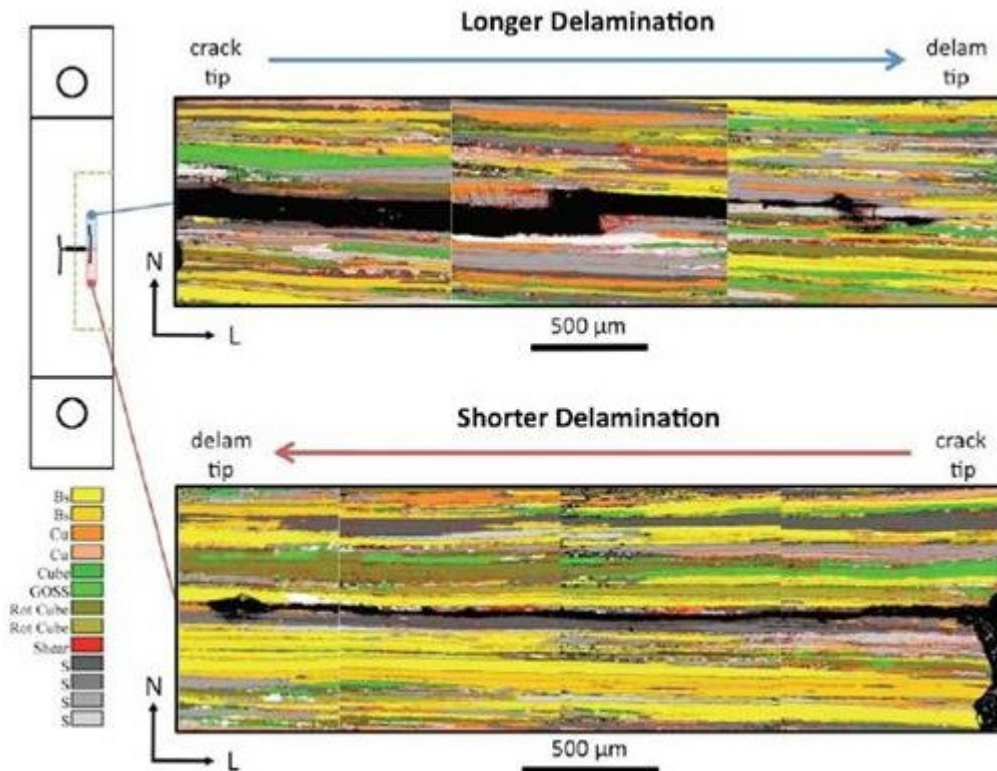 Longer Delamination
crack
tip
delam
tip
N
L
500 μm
Shorter Delamination
delam
tip
crack
tip
Bs
Bs
Cu
Cu
Cube
GOSS
Rot Cube
Rot Cube
Shear
S
S
S
S
N
L
500 μm